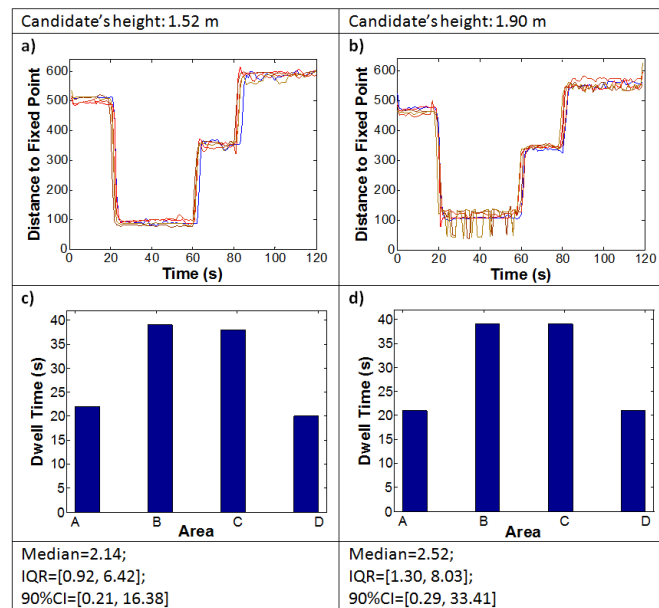 Candidate's height: 1.52 m
Candidate's height: 1.90 m
a)
600
500
400
300
200
100
0
0 20 40 60 80 100 120
Distance to Fixed Point
Time (s)
b)
600
500
400
300
200
100
0
0 20 40 60 80 100 120
Distance to Fixed Point
Time (s)
c)
40
35
30
25
20
15
10
5
0
A B C D
Dwell Time (s)
Area
d)
40
35
30
25
20
15
10
5
0
A B C D
Dwell Time (s)
Area
Median=2.14;
IQR=[0.92, 6.42];
90%CI=[0.21, 16.38]
Median=2.52;
IQR=[1.30, 8.03];
90%CI=[0.29, 33.41]